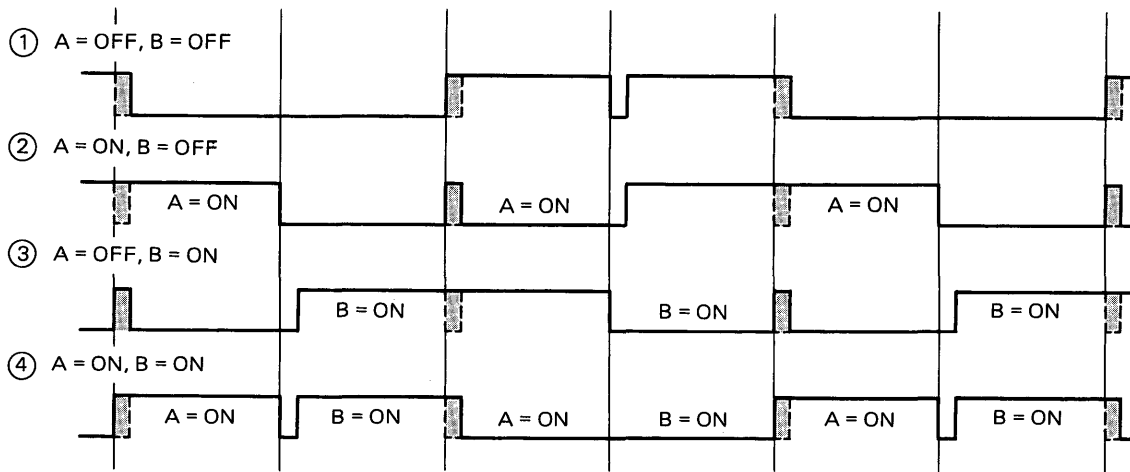 ① A = OFF, B = OFF
② A = ON, B = OFF
A = ON A = ON A = ON
③ A = OFF, B = ON
B = ON B = ON B = ON
④ A = ON, B = ON
A = ON B = ON A = ON B = ON A = ON B = ON